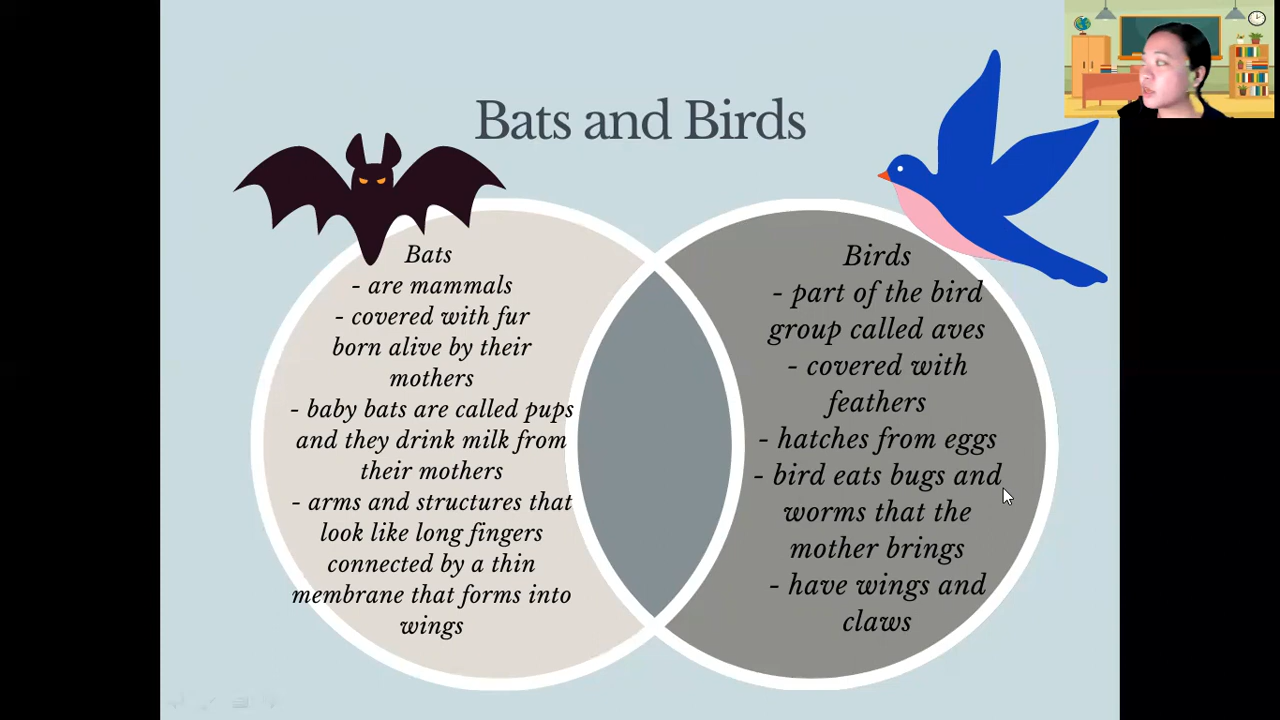 Bats and Birds
Bats
- are mammals
- covered with fur
born alive by their
mothers
- baby bats are called pups
and they drink milk from
their mothers
- arms and structures that
look like long fingers
connected by a thin
membrane that forms into
wings
Birds
- part of the bird
group called aves
- covered with
feathers
- hatches from eggs
- bird eats bugs and
worms that the
mother brings
- have wings and
claws